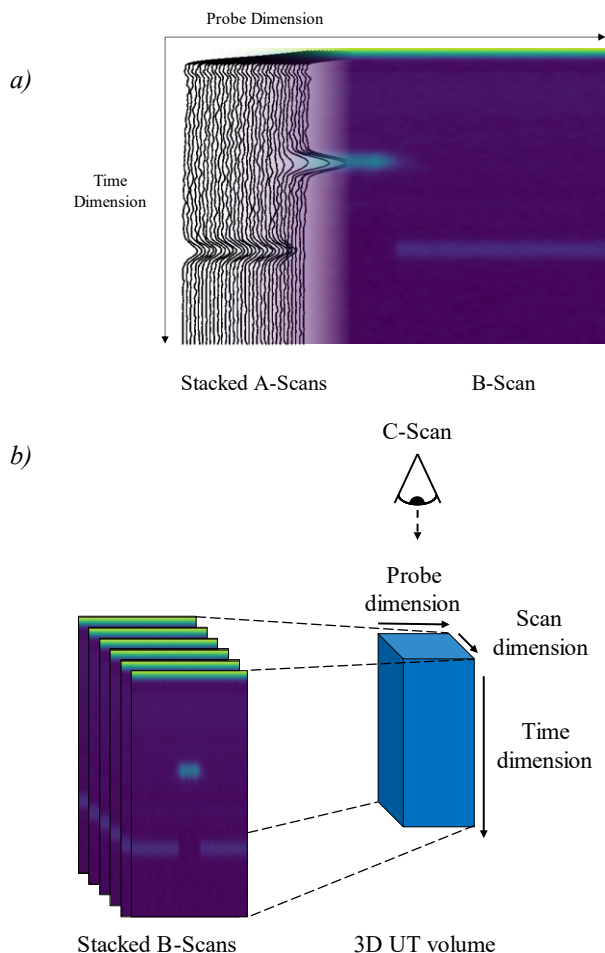 Probe Dimension
a)
Time
Dimension
Stacked A-Scans
B-Scan
C-Scan
b)
Probe
dimension
Scan
dimension
Time
dimension
Stacked B-Scans
3D UT volume